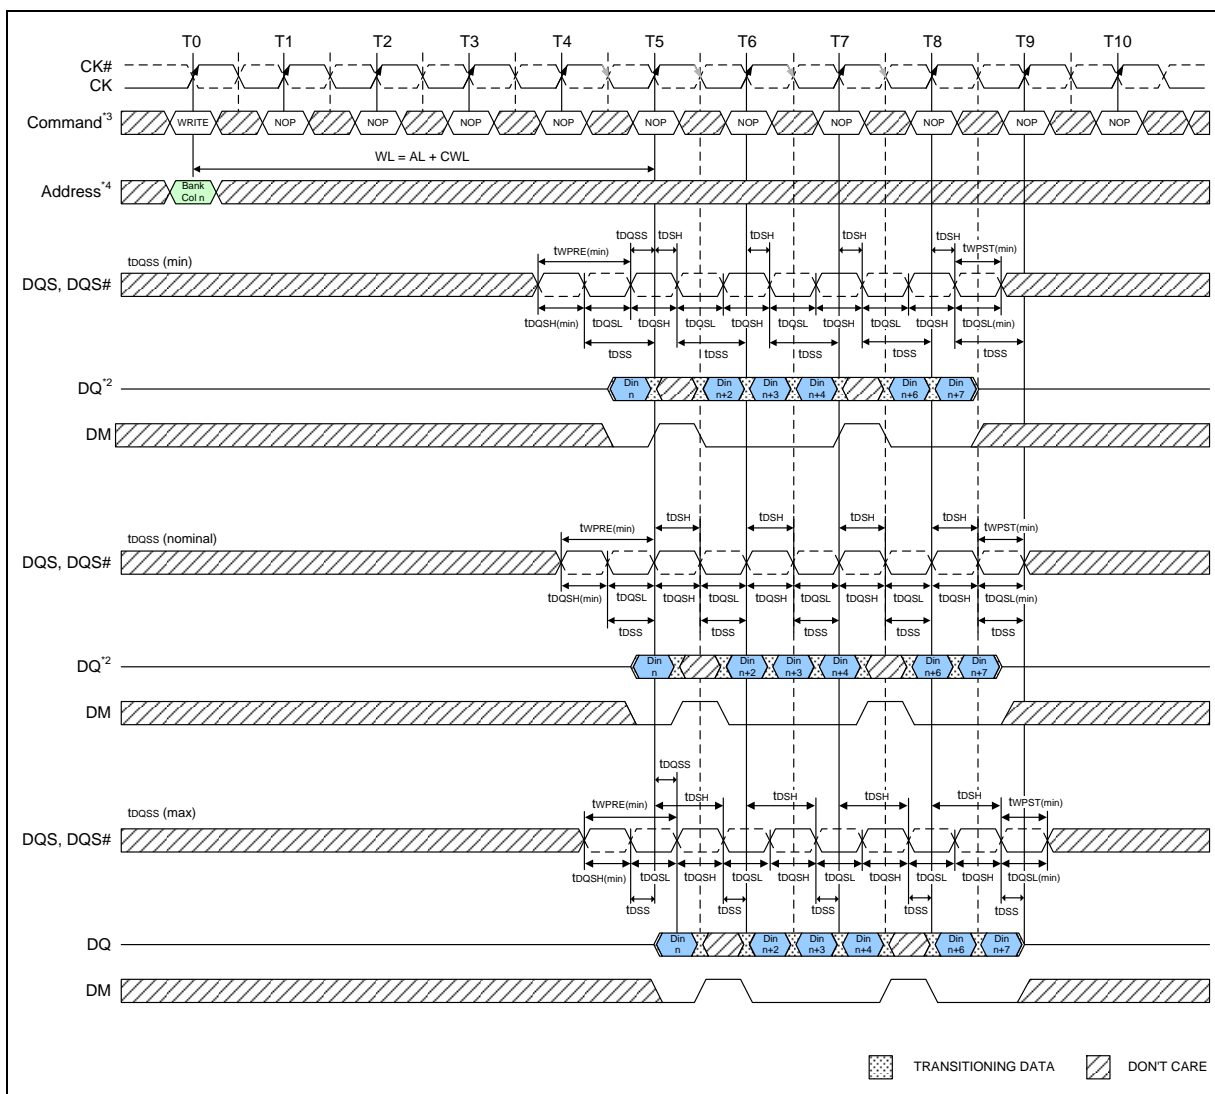 T0 T1 T2 T3 T4 T5 T6 T7 T8 T9 T10
CK#
CK
Command*3 WRITE NOP NOP NOP NOP NOP NOP NOP NOP NOP NOP
WL = AL + CWL
Address*4 Bank Col n
tDQSS tDSH tDSH tDSH tDSH
tWPRE(min) tWPST(min)
tDQSS (min)
DQS, DQS#
tDQSH(min) tDQSL tDQSH tDQSL tDQSH tDQSL tDQSH tDQSL tDQSH tDQSL(min)
tDSS tDSS tDSS tDSS tDSS
DQ*2 Din n Din n+2 Din n+3 Din n+4 Din n+6 Din n+7
DM
tWPRE(min) tDSH tDSH tDSH tDSH tWPST(min)
tDQSS (nominal)
DQS, DQS#
tDQSH(min) tDQSL tDQSH tDQSL tDQSH tDQSL tDQSH tDQSL tDQSH tDQSL(min)
tDSS tDSS tDSS tDSS tDSS
DQ*2 Din n Din n+2 Din n+3 Din n+4 Din n+6 Din n+7
DM
tDQSS
tWPRE(min) tDSH tDSH tDSH tDSH tWPST(min)
tDQSS (max)
DQS, DQS#
tDQSH(min) tDQSL tDQSH tDQSL tDQSH tDQSL tDQSH tDQSL tDQSH tDQSL(min)
tDSS tDSS tDSS tDSS tDSS
DQ Din n Din n+2 Din n+3 Din n+4 Din n+6 Din n+7
DM
TRANSITIONING DATA DON'T CARE